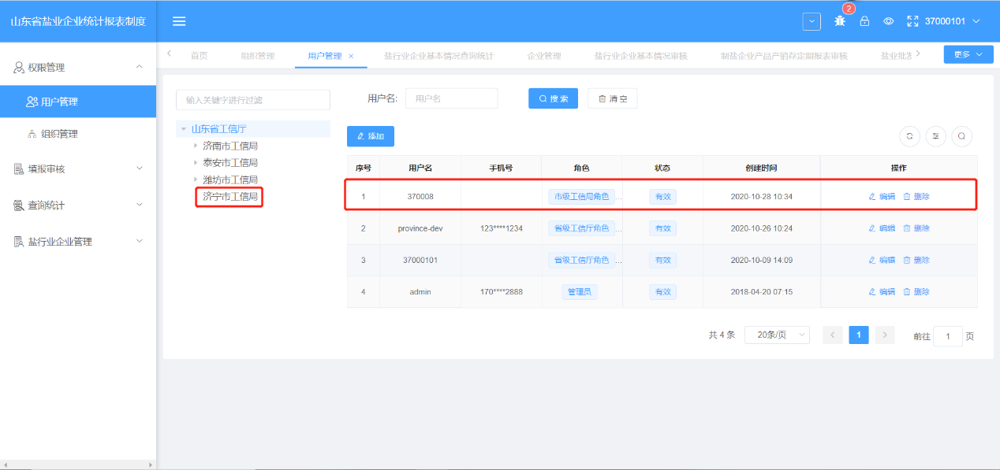 山东省盐业企业统计报表制度
2
37000101
首页 组织管理 用户管理 × 盐行业企业基本情况查询统计 企业管理 盐行业企业基本情况审核 制盐企业产品产销存定期报表审核 盐业批发 更多
权限管理
用户管理
组织管理
填报审核
查询统计
盐行业企业管理
输入关键字进行过滤
山东省工信厅
济南市工信局
泰安市工信局
潍坊市工信局
济宁市工信局
用户名: 用户名 搜 索 清 空
添加
序号 用户名 手机号 角色 状态 创建时间 操作
1 370008 市级工信局角色... 有效 2020-10-28 10:34 编辑 删除
2 province-dev 123****1234 省级工信厅角色... 有效 2020-10-26 10:24 编辑 删除
3 37000101 省级工信厅角色... 有效 2020-10-09 14:09 编辑 删除
4 admin 170****2888 管理员 有效 2018-04-20 07:15 编辑 删除
共 4 条 20条/页 1 前往 1 页